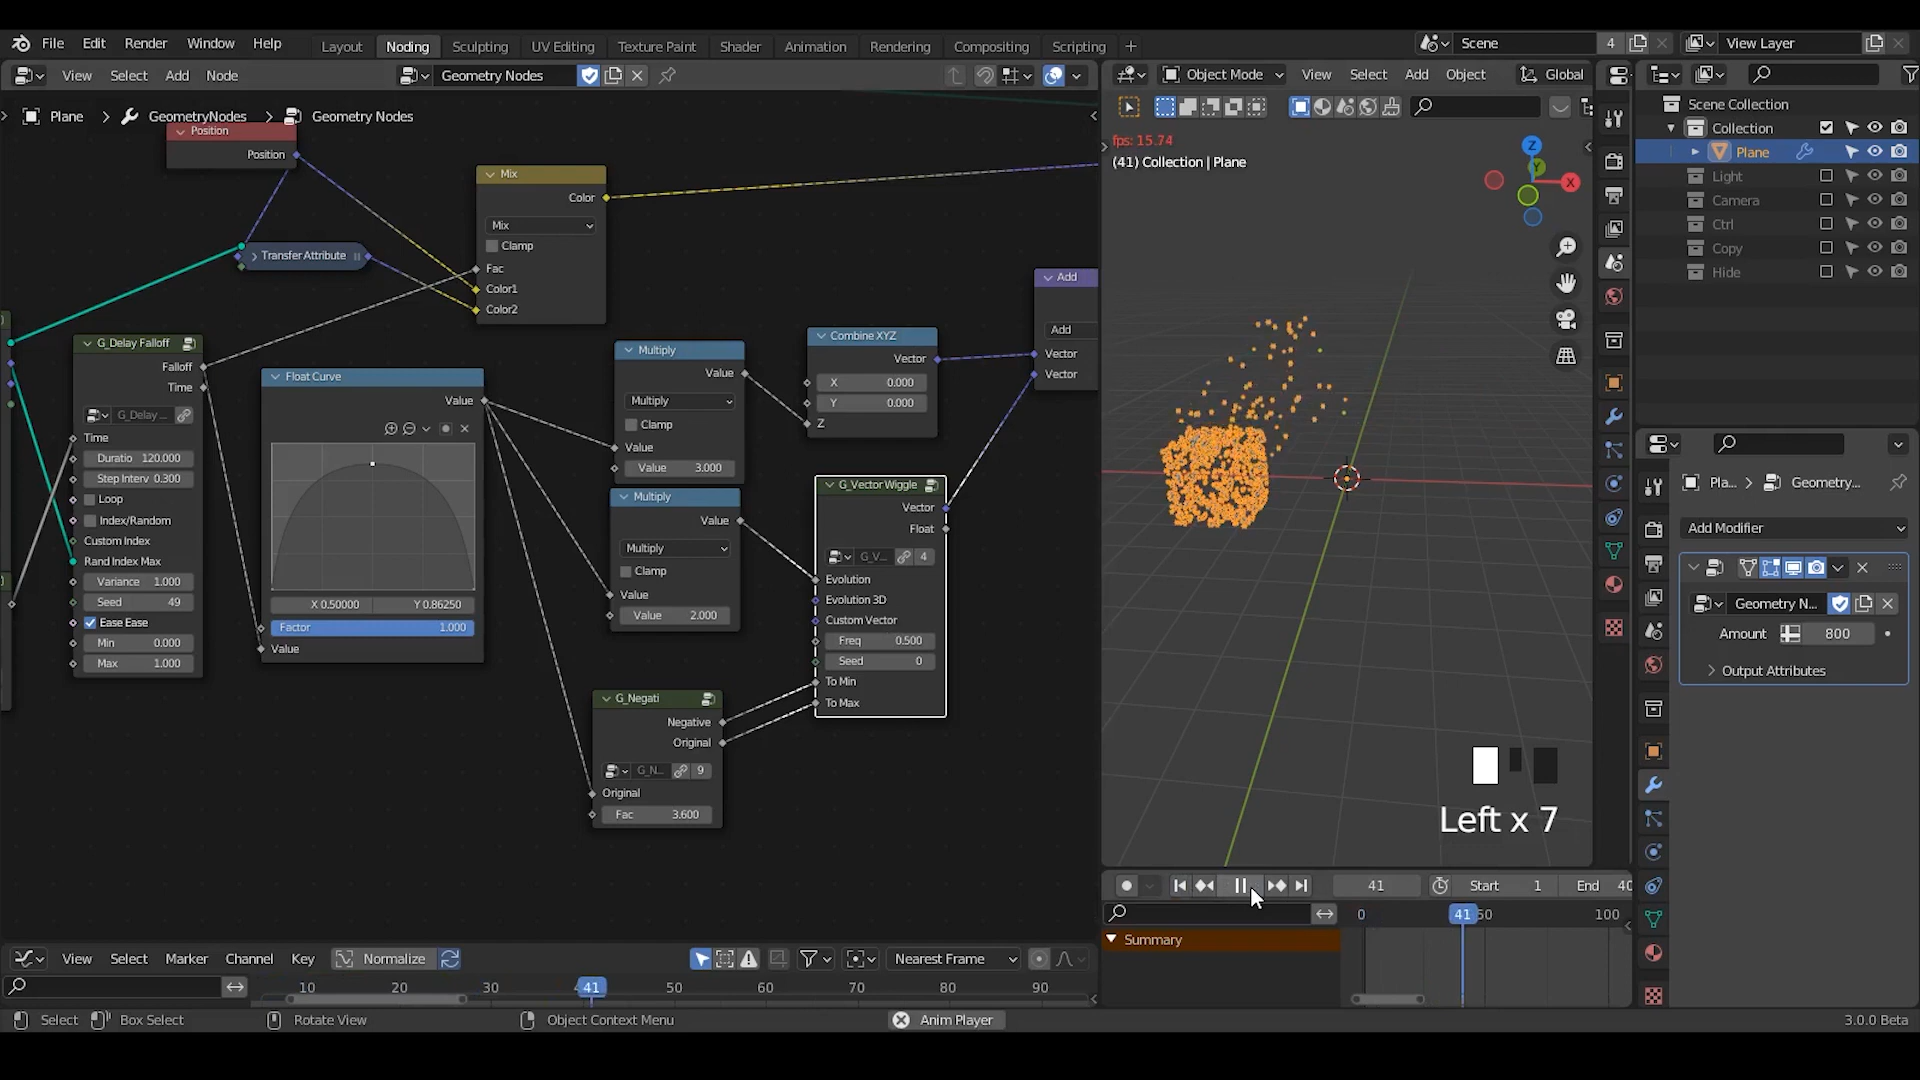 File Edit Render Window Help Layout Noding Sculpting UV Editing Texture Paint Shader Animation Rendering Compositing Scripting + Scene 4 View Layer
View Select Add Node Geometry Nodes Object Mode View Select Add Object Global
Plane > GeometryNodes > Geometry Nodes
Scene Collection
Collection
Plane
Light
Camera
Ctrl
Copy
Hide
Position
Position
Transfer Attribute
Mix
Color
Mix
Clamp
Fac
Color1
Color2
G_Delay Falloff
Falloff
Time
G_Delay ...
Time
Duratio 120.000
Step Interv 0.300
Loop
Index/Random
Custom Index
Rand Index Max
Variance 1.000
Seed 49
Ease Ease
Min 0.000
Max 1.000
Float Curve
Value
X 0.50000 Y 0.86250
Factor 1.000
Value
Multiply
Value
Multiply
Clamp
Value
Value 3.000
Multiply
Value
Multiply
Clamp
Value
Value 2.000
G_Negati
Negative
Original
G_N... 9
Original
Fac 3.600
Combine XYZ
Vector
X 0.000
Y 0.000
Z
G_Vector Wiggle
Vector
Float
G_V... 4
Evolution
Evolution 3D
Custom Vector
Freq 0.500
Seed 0
To Min
To Max
Add
Add
Vector
Vector
fps: 15.74
(41) Collection | Plane
Z
Y
X
Left x 7
Pla... > Geometry...
Add Modifier
Geometry N...
Amount 800
Output Attributes
41 Start 1 End 40
0 41 50 100
Summary
View Select Marker Channel Key Normalize Nearest Frame
10 20 30 41 50 60 70 80 90
Select Box Select Rotate View Object Context Menu Anim Player 3.0.0 Beta